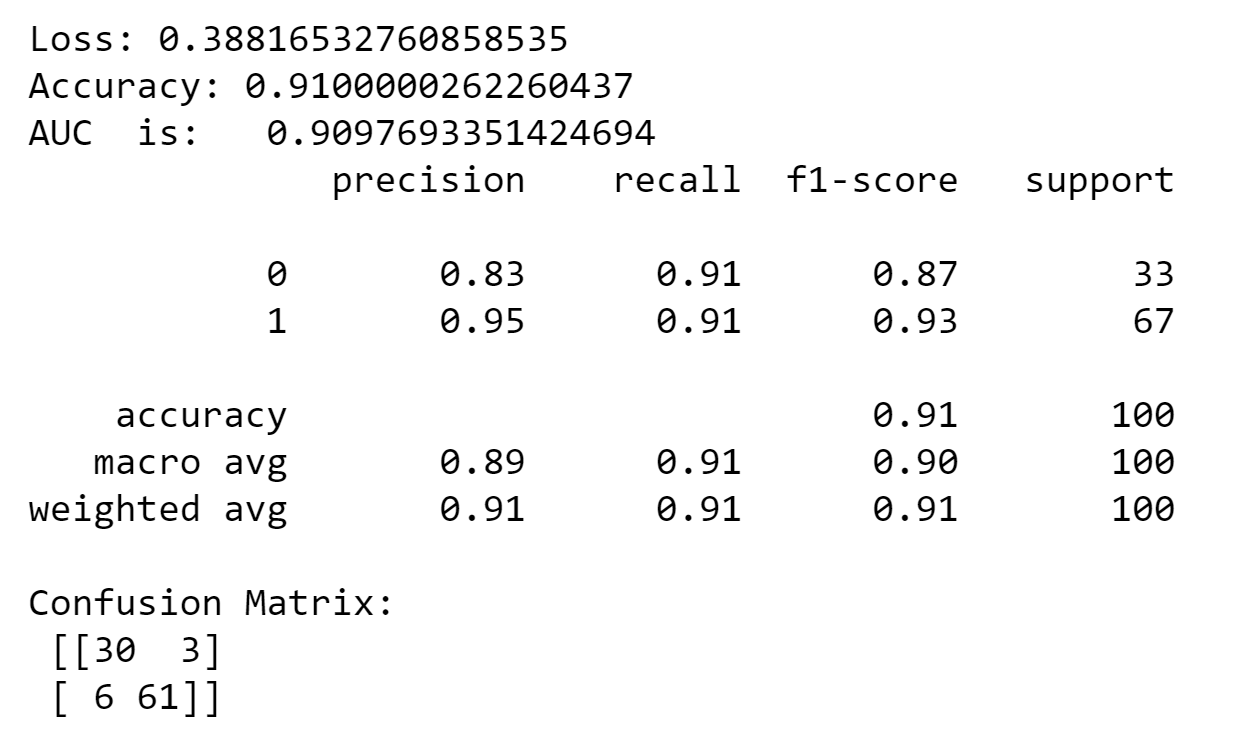 Loss: 0.38816532760858535
Accuracy: 0.9100000262260437
AUC  is:   0.9097693351424694
              precision    recall  f1-score   support

           0       0.83      0.91      0.87        33
           1       0.95      0.91      0.93        67

    accuracy                           0.91       100
   macro avg       0.89      0.91      0.90       100
weighted avg       0.91      0.91      0.91       100

Confusion Matrix:
 [[30  3]
 [ 6 61]]